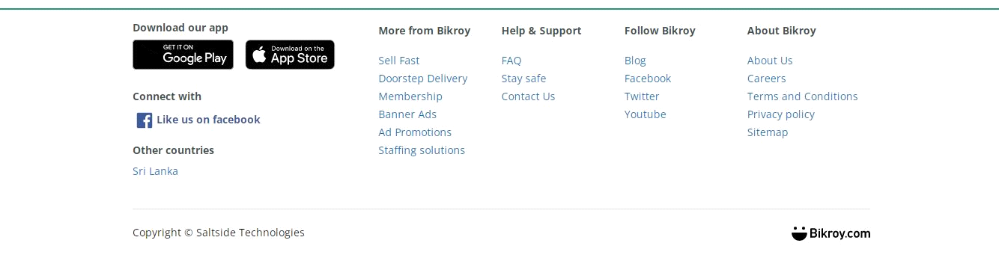 Download our app
GET IT ON
Google Play
Download on the
App Store
Connect with
Like us on facebook
Other countries
Sri Lanka
More from Bikroy
Sell Fast
Doorstep Delivery
Membership
Banner Ads
Ad Promotions
Staffing solutions
Help & Support
FAQ
Stay safe
Contact Us
Follow Bikroy
Blog
Facebook
Twitter
Youtube
About Bikroy
About Us
Careers
Terms and Conditions
Privacy policy
Sitemap
Copyright © Saltside Technologies
Bikroy.com